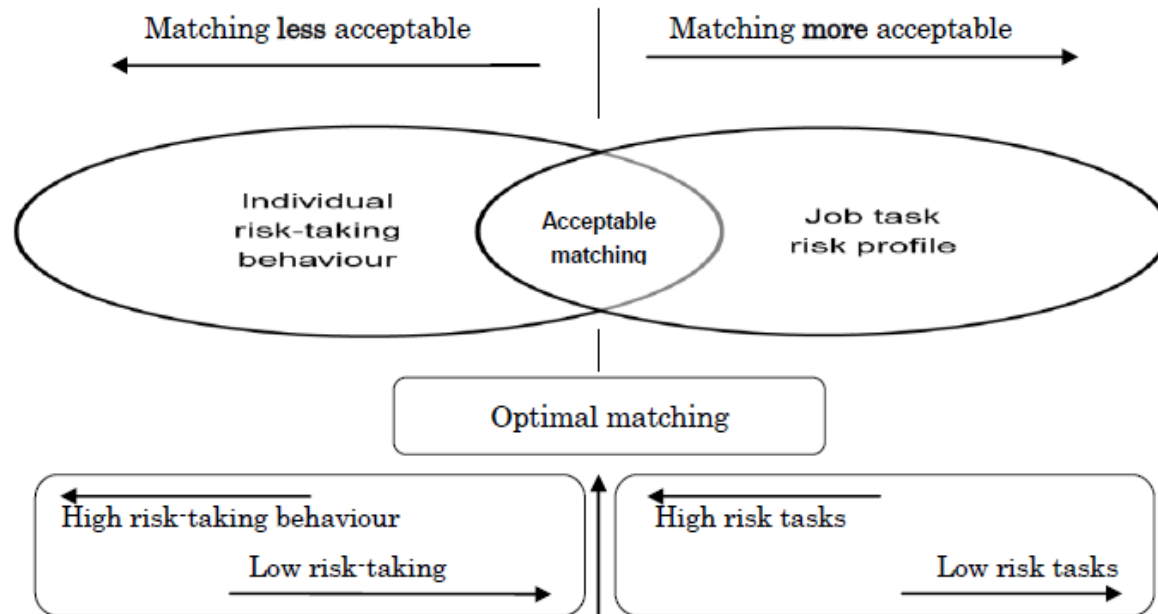 Matching less acceptable
Matching more acceptable
Individual
risk-taking
behaviour
Acceptable
matching
Job task
risk profile
Optimal matching
High risk-taking behaviour
Low risk-taking
High risk tasks
Low risk tasks